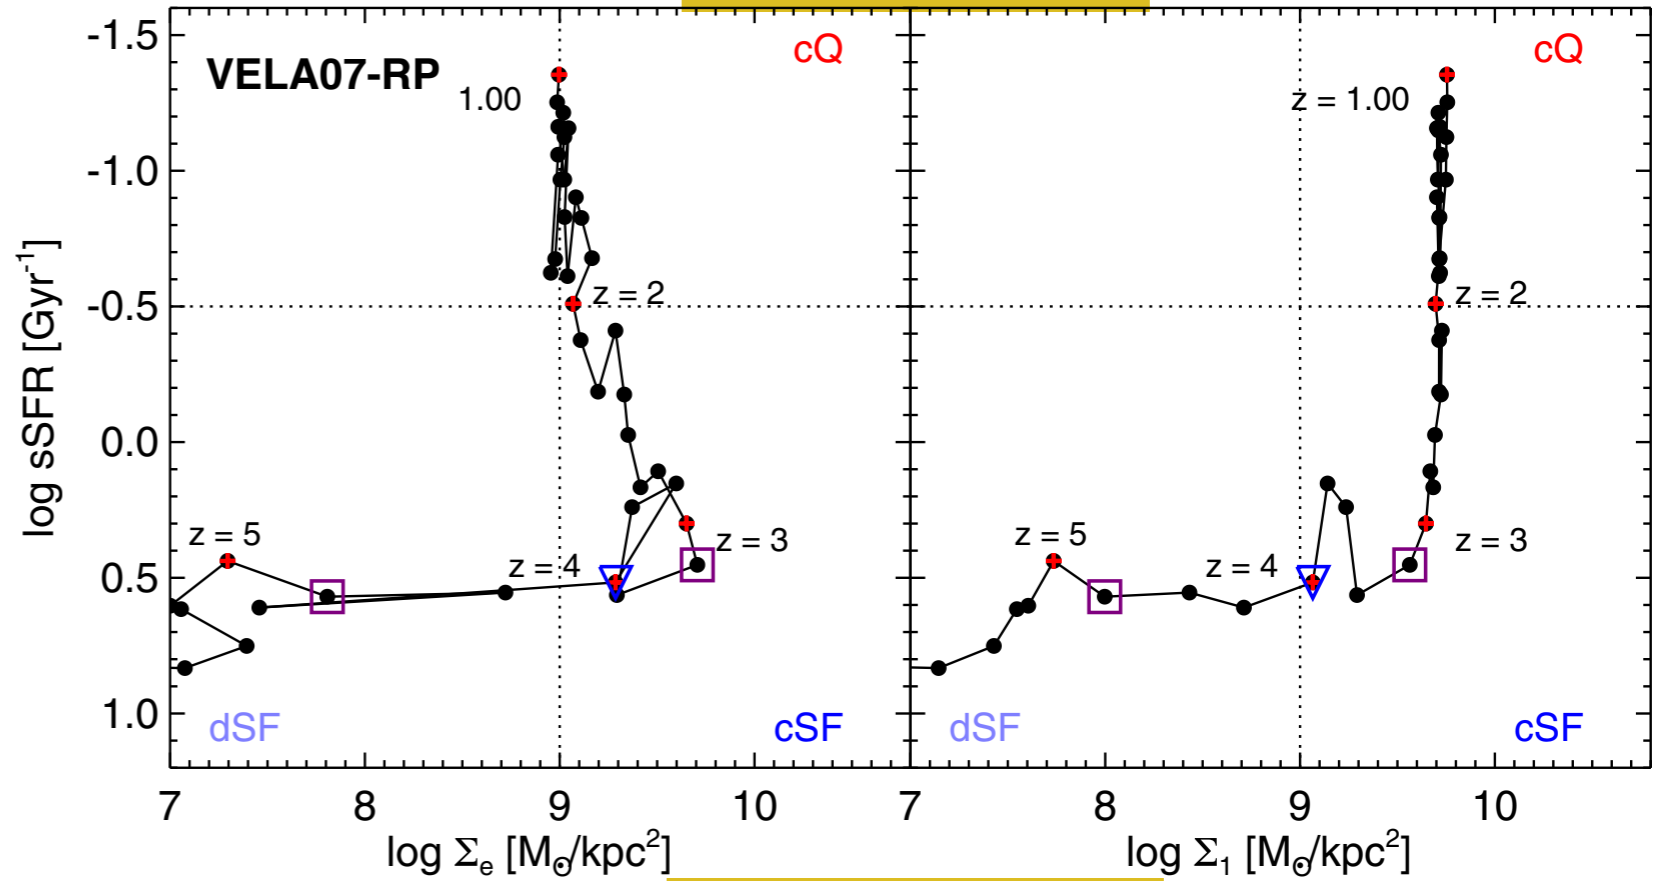 VELA07-RP
cQ
cQ
-1.5
1.00
z = 1.00
-1.0
z = 2
z = 2
-0.5
0.0
z = 5
z = 4
z = 3
z = 5
z = 4
z = 3
0.5
1.0
dSF
cSF
dSF
cSF
log sSFR [Gyr⁻¹]
7 8 9 10 7 8 9 10
log Σₑ [M⊙/kpc²]
log Σ₁ [M⊙/kpc²]